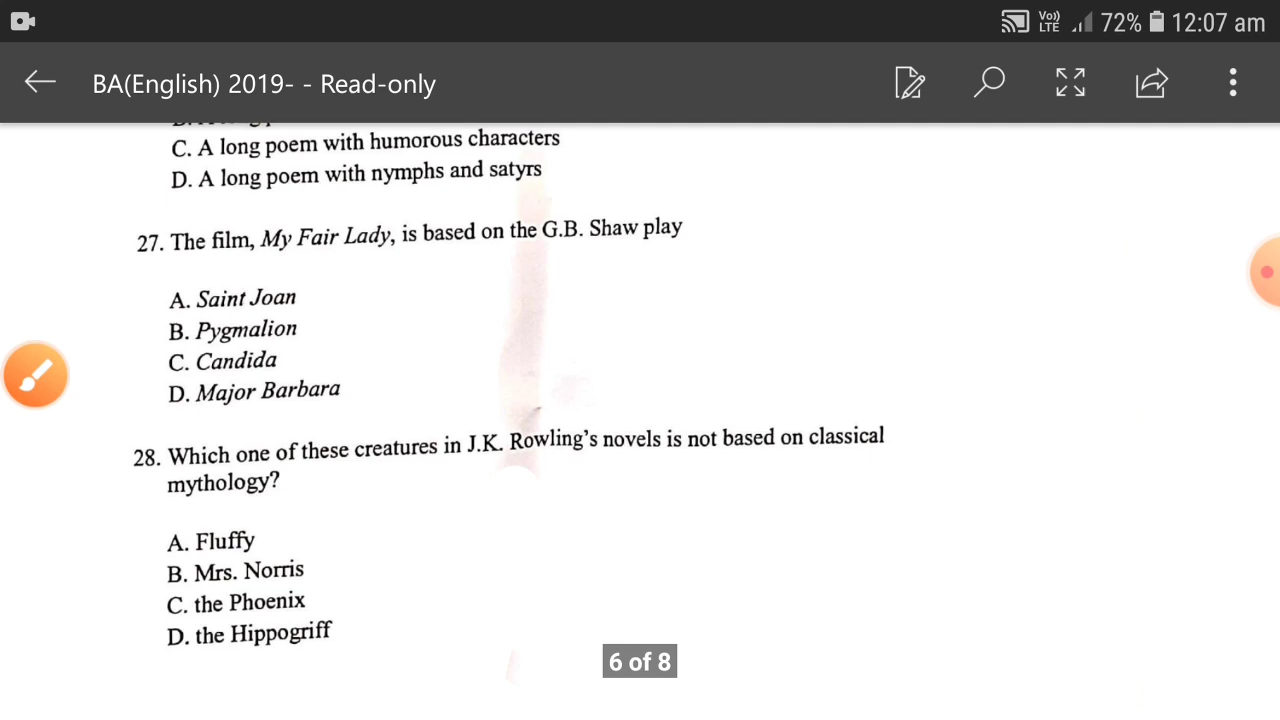 Vo)) LTE 72% 12:07 am
BA(English) 2019- - Read-only
C. A long poem with humorous characters
D. A long poem with nymphs and satyrs
27. The film, My Fair Lady, is based on the G.B. Shaw play
A. Saint Joan
B. Pygmalion
C. Candida
D. Major Barbara
28. Which one of these creatures in J.K. Rowling's novels is not based on classical
mythology?
A. Fluffy
B. Mrs. Norris
C. the Phoenix
D. the Hippogriff
6 of 8